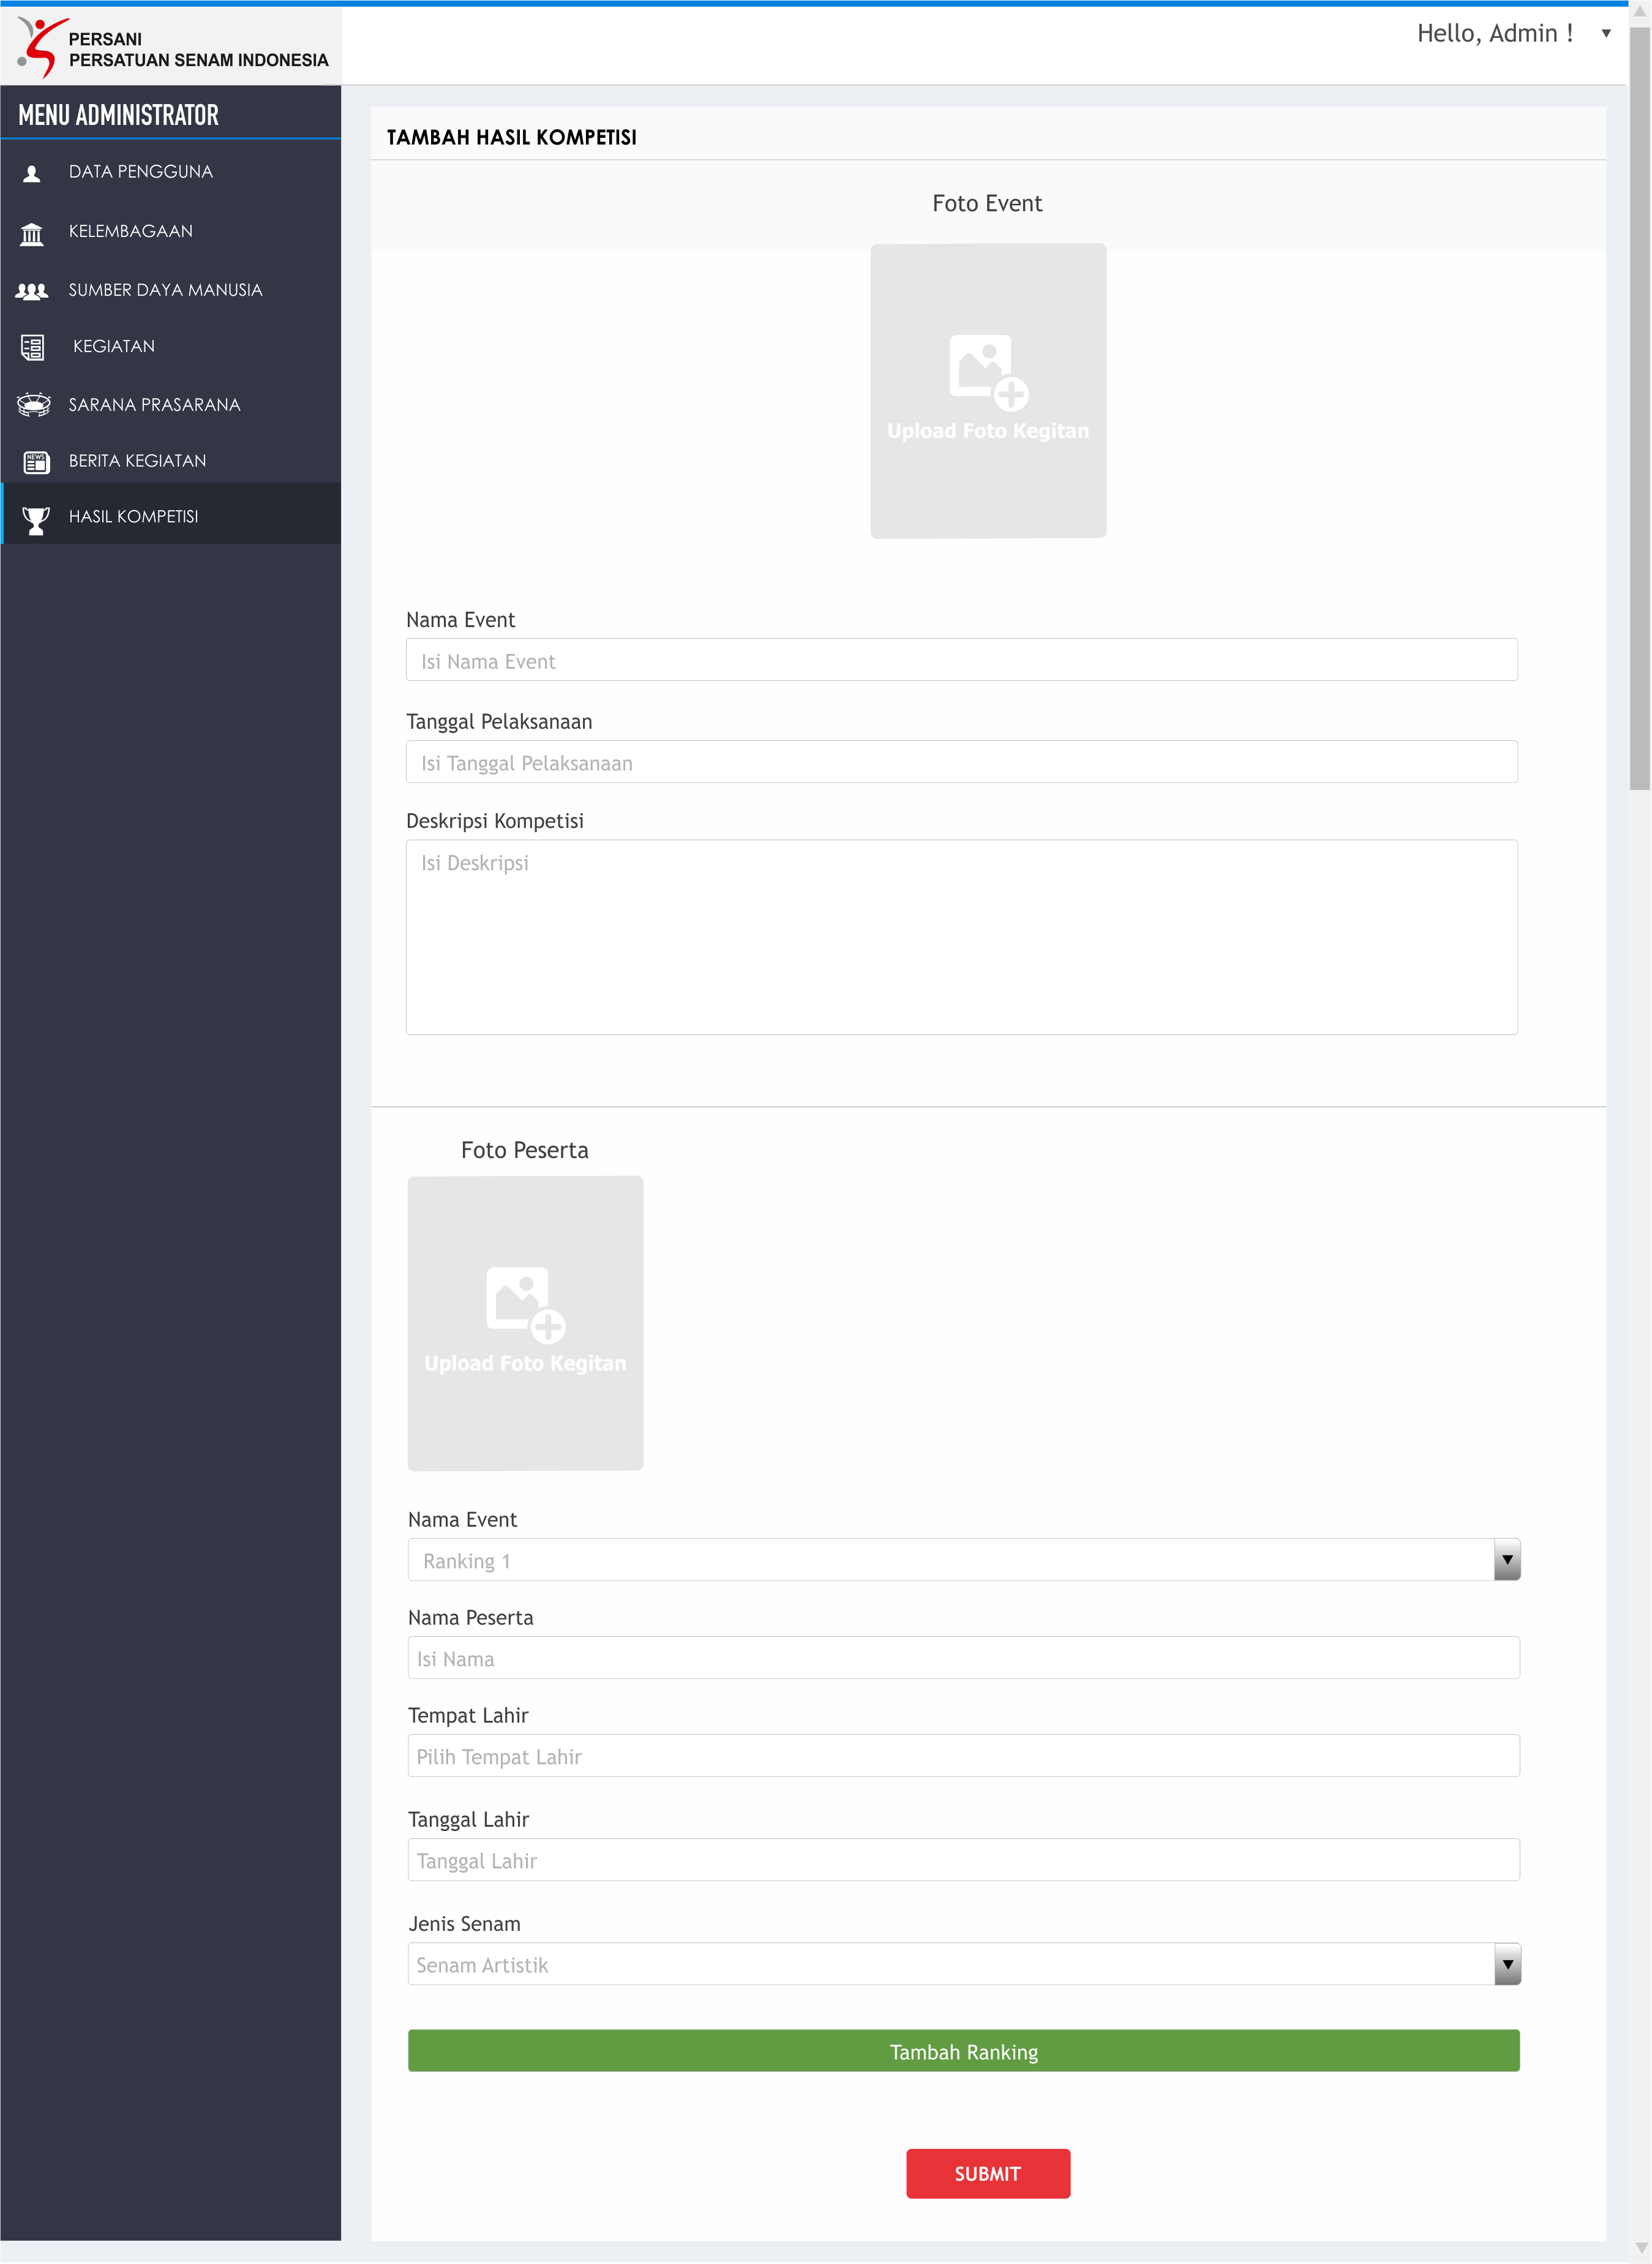 PERSANI
PERSATUAN SENAM INDONESIA
Hello, Admin !
MENU ADMINISTRATOR
DATA PENGGUNA
KELEMBAGAAN
SUMBER DAYA MANUSIA
KEGIATAN
SARANA PRASARANA
NEWS
BERITA KEGIATAN
HASIL KOMPETISI
TAMBAH HASIL KOMPETISI
Foto Event
Upload Foto Kegitan
Nama Event
Isi Nama Event
Tanggal Pelaksanaan
Isi Tanggal Pelaksanaan
Deskripsi Kompetisi
Isi Deskripsi
Foto Peserta
Upload Foto Kegitan
Nama Event
Ranking 1
Nama Peserta
Isi Nama
Tempat Lahir
Pilih Tempat Lahir
Tanggal Lahir
Tanggal Lahir
Jenis Senam
Senam Artistik
Tambah Ranking
SUBMIT